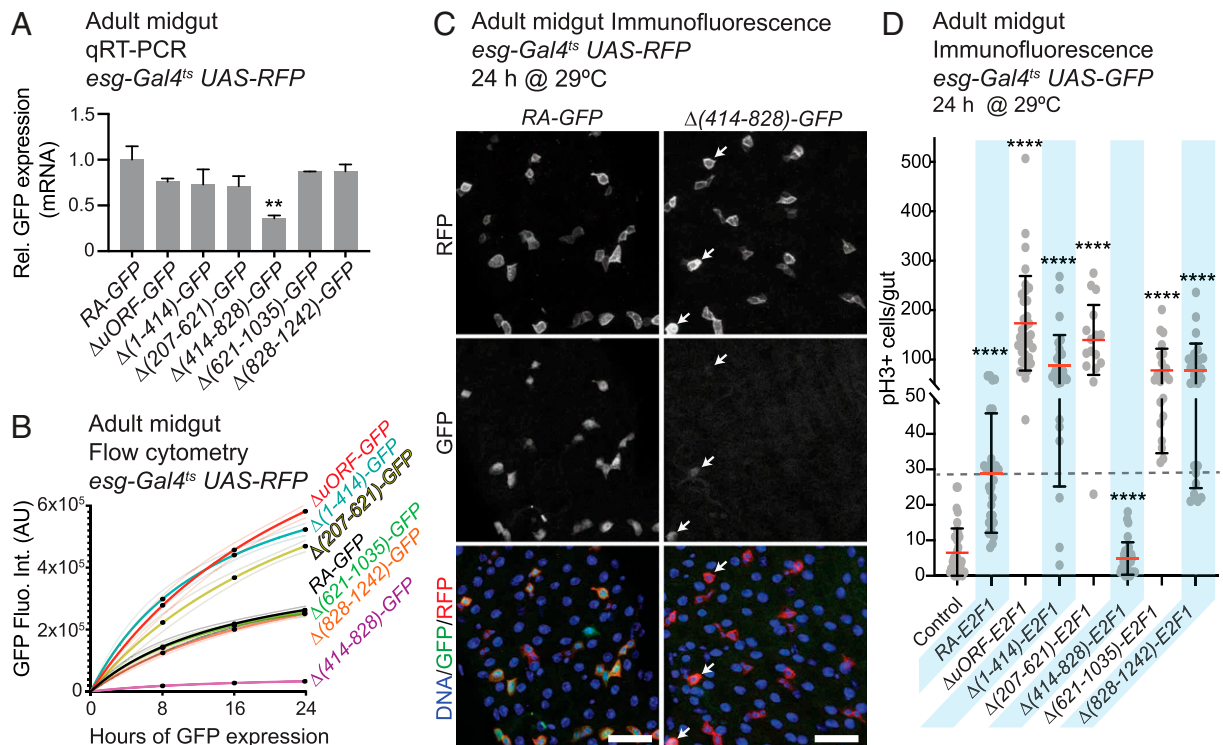 A
Adult midgut
qRT-PCR
esg-Gal4ts UAS-RFP
Rel. GFP expression
(mRNA)
1.5
1.0
0.5
0
**
RA-GFP
ΔuORF-GFP
Δ(1-414)-GFP
Δ(207-621)-GFP
Δ(414-828)-GFP
Δ(621-1035)-GFP
Δ(828-1242)-GFP
B
Adult midgut
Flow cytometry
esg-Gal4ts UAS-RFP
GFP Fluo. Int. (AU)
6x10⁵
4x10⁵
2x10⁵
0
0
8
16
24
Hours of GFP expression
ΔuORF-GFP
Δ(1-414)-GFP
Δ(207-621)-GFP
RA-GFP
Δ(621-1035)-GFP
Δ(828-1242)-GFP
Δ(414-828)-GFP
C
Adult midgut Immunofluorescence
esg-Gal4ts UAS-RFP
24 h @ 29ºC
RA-GFP
Δ(414-828)-GFP
RFP
GFP
DNA/GFP/RFP
D
Adult midgut
Immunofluorescence
esg-Gal4ts UAS-GFP
24 h @ 29ºC
pH3+ cells/gut
500
400
300
200
100
50
40
30
20
10
0
****
****
****
****
****
****
****
Control
RA-E2F1
ΔuORF-E2F1
Δ(1-414)-E2F1
Δ(207-621)-E2F1
Δ(414-828)-E2F1
Δ(621-1035)-E2F1
Δ(828-1242)-E2F1